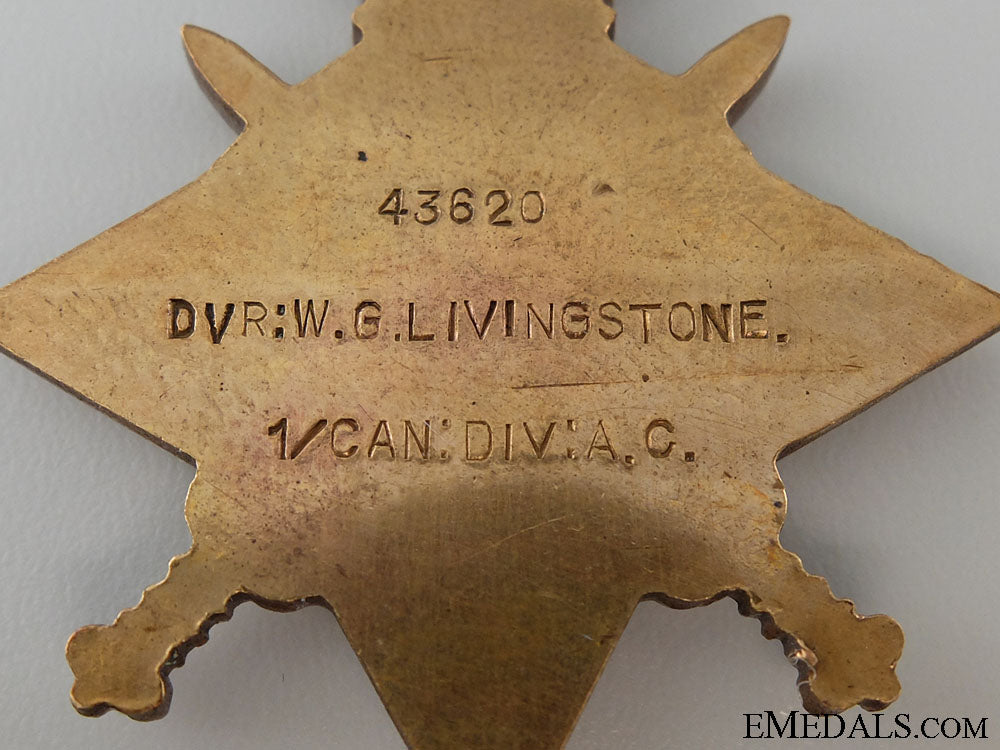 43620
DVR:W.G.LIVINGSTONE.
1/CAN:DIV:A.C.
EMEDALS.COM